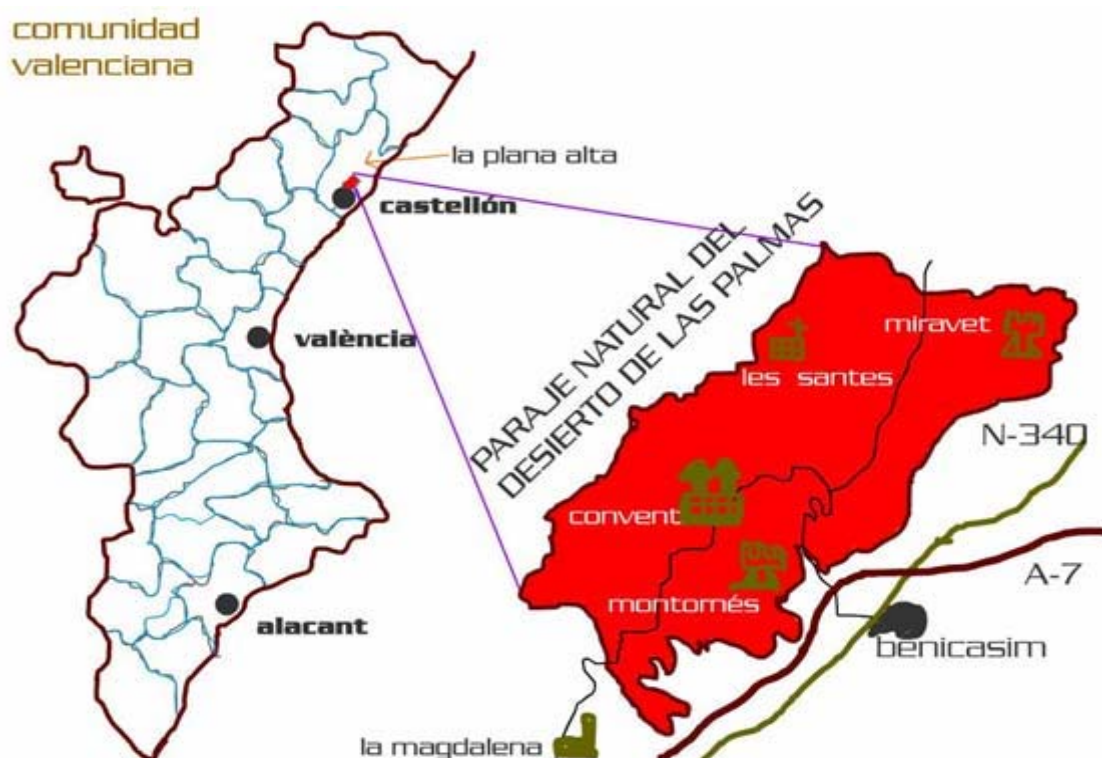 comunidad
valenciana
la plana alta
castellón
PARAJE NATURAL DEL
DESIERTO DE LAS PALMAS
miravet
les santes
valència
N-340
convent
A-7
montornés
alacant
benicasim
la magdalena